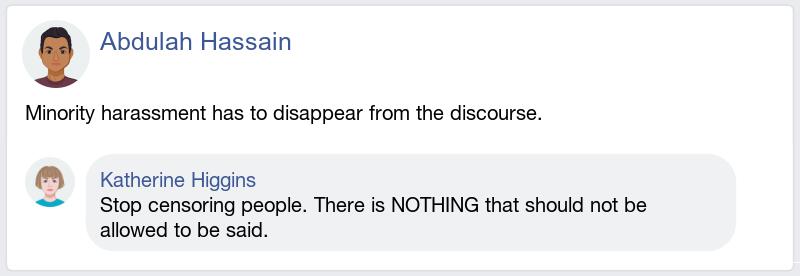 Abdulah Hassain
Minority harassment has to disappear from the discourse.
Katherine Higgins
Stop censoring people. There is NOTHING that should not be
allowed to be said.